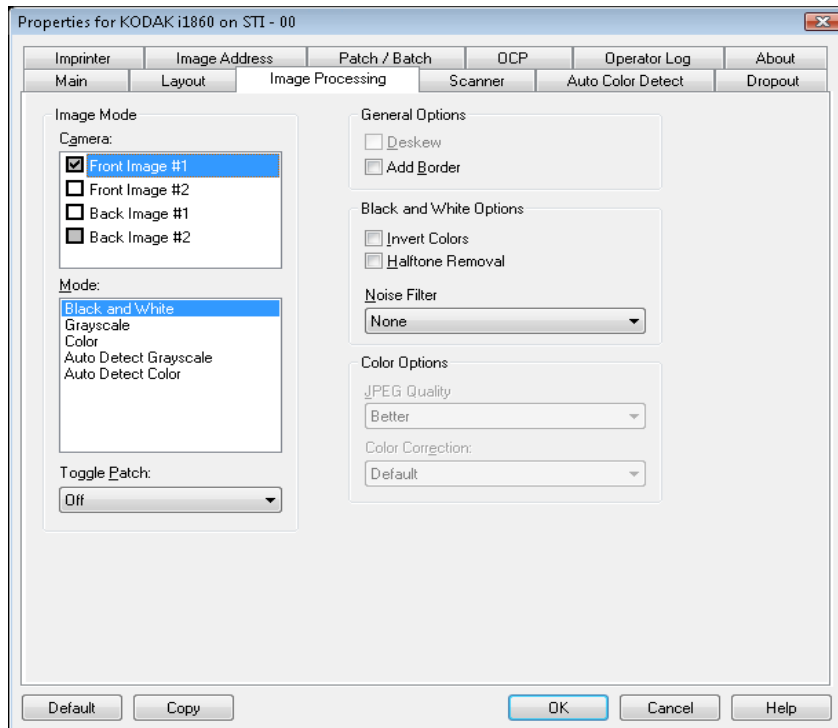 Properties for KODAK i1860 on STI - 00
Imprinter
Image Address
Patch / Batch
OCP
Operator Log
About
Main
Layout
Image Processing
Scanner
Auto Color Detect
Dropout
Image Mode
Camera:
Front Image #1
Front Image #2
Back Image #1
Back Image #2
Mode:
Black and White
Grayscale
Color
Auto Detect Grayscale
Auto Detect Color
Toggle Patch:
Off
General Options
Deskew
Add Border
Black and White Options
Invert Colors
Halftone Removal
Noise Filter
None
Color Options
JPEG Quality
Better
Color Correction:
Default
Default
Copy
OK
Cancel
Help